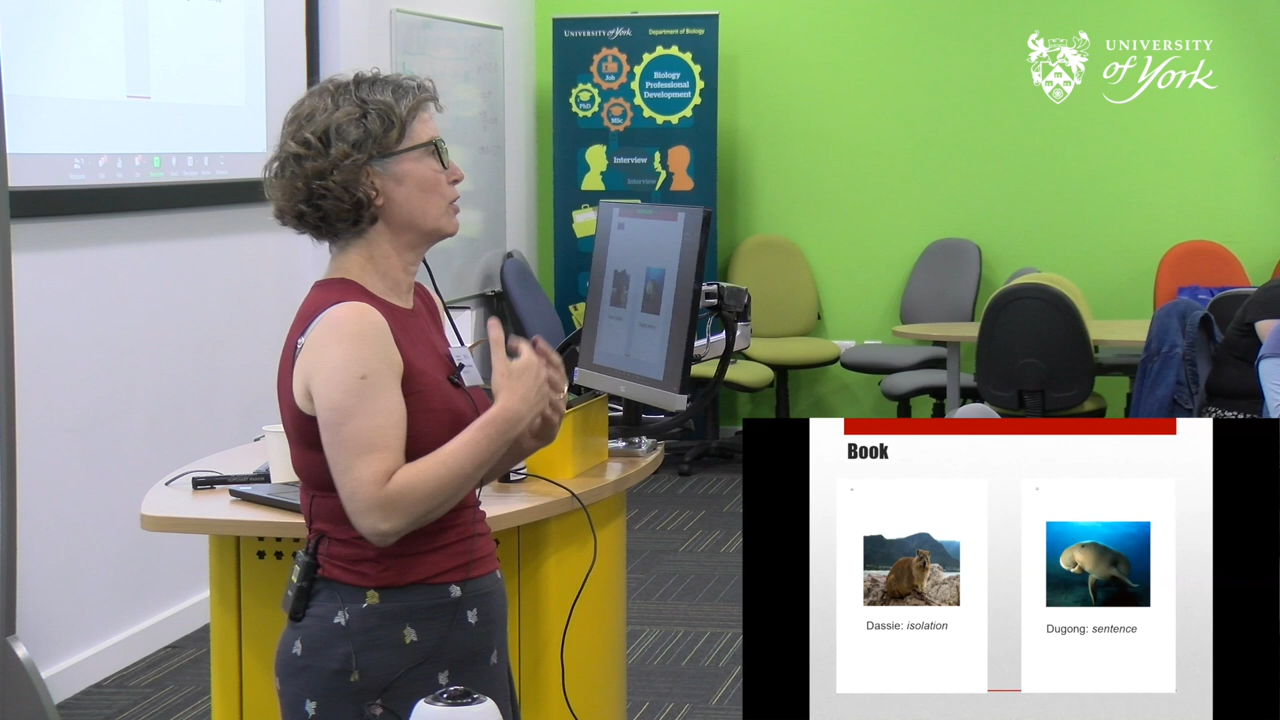 UNIVERSITY of York
Department of Biology
Job
PhD
MSc
Biology
Professional
Development
Interview
Interview
UNIVERSITY
of York
Book
Dassie: isolation
Dugong: sentence